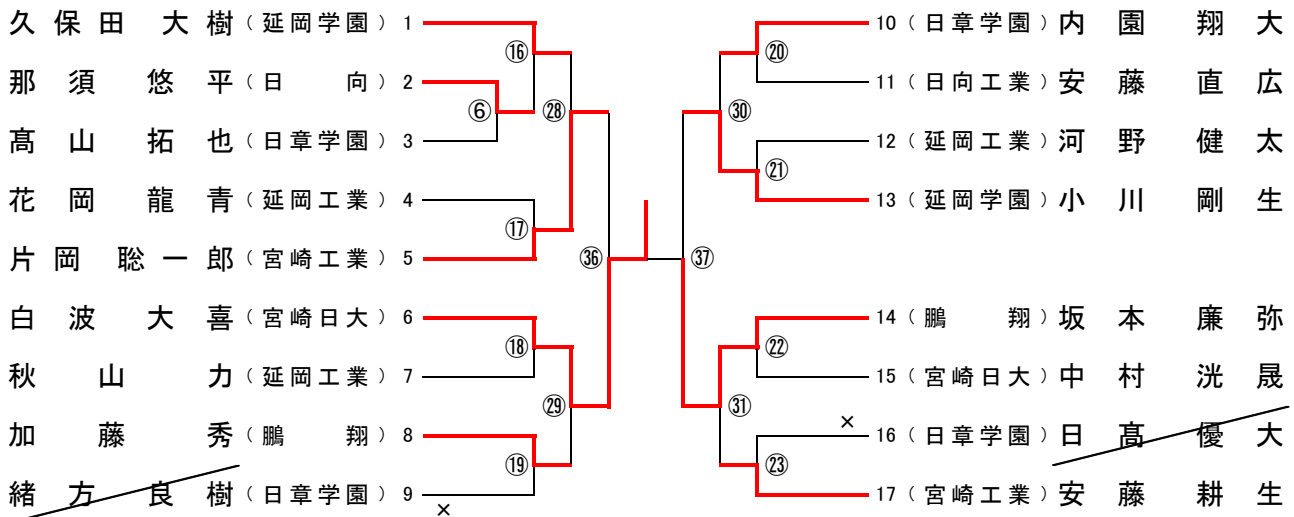 久保田 大樹 (延岡学園) 1
⑯
那須 悠平 (日 向) 2
⑥ ㉘
髙山 拓也 (日章学園) 3
花岡 龍青 (延岡工業) 4
⑰
片岡 聡一郎 (宮崎工業) 5
㊱
白波 大喜 (宮崎日大) 6
⑱
秋山 力 (延岡工業) 7
㉙
加藤 秀 (鵬 翔) 8
⑲
緒方 良樹 (日章学園) 9
×
10 (日章学園) 内園 翔大
⑳
11 (日向工業) 安藤 直広
㉚
12 (延岡工業) 河野 健太
㉑
13 (延岡学園) 小川 剛生
㊲
14 (鵬 翔) 坂本 廉弥
㉒
15 (宮崎日大) 中村 洸晟
㉛
× 16 (日章学園) 日髙 優大
㉓
17 (宮崎工業) 安藤 耕生